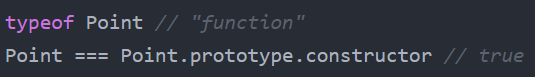 typeof Point // "function"
Point === Point.prototype.constructor // true